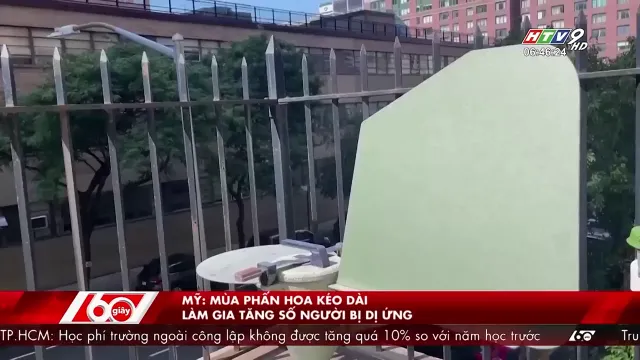 HTV9 HD
06:46:24
60 giây
MỸ: MÙA PHẤN HOA KÉO DÀI
LÀM GIA TĂNG SỐ NGƯỜI BỊ DỊ ỨNG
TP.HCM: Học phí trường ngoài công lập không được tăng quá 10% so với năm học trước
60